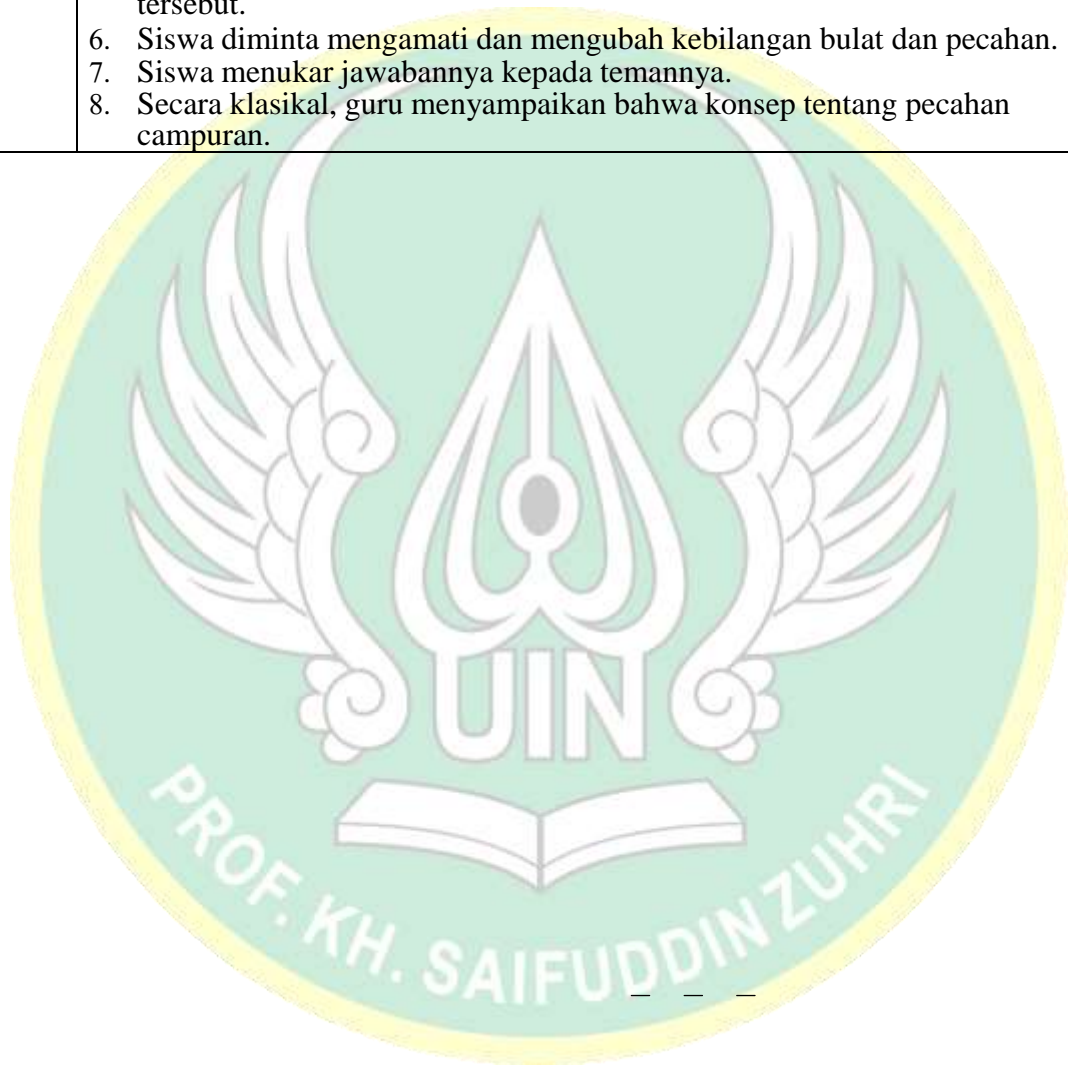 tersebut.
6. Siswa diminta mengamati dan mengubah kebilangan bulat dan pecahan.
7. Siswa menukar jawabannya kepada temannya.
8. Secara klasikal, guru menyampaikan bahwa konsep tentang pecahan
campuran.
UIN
PROF. KH. SAIFUDDIN ZUHRI